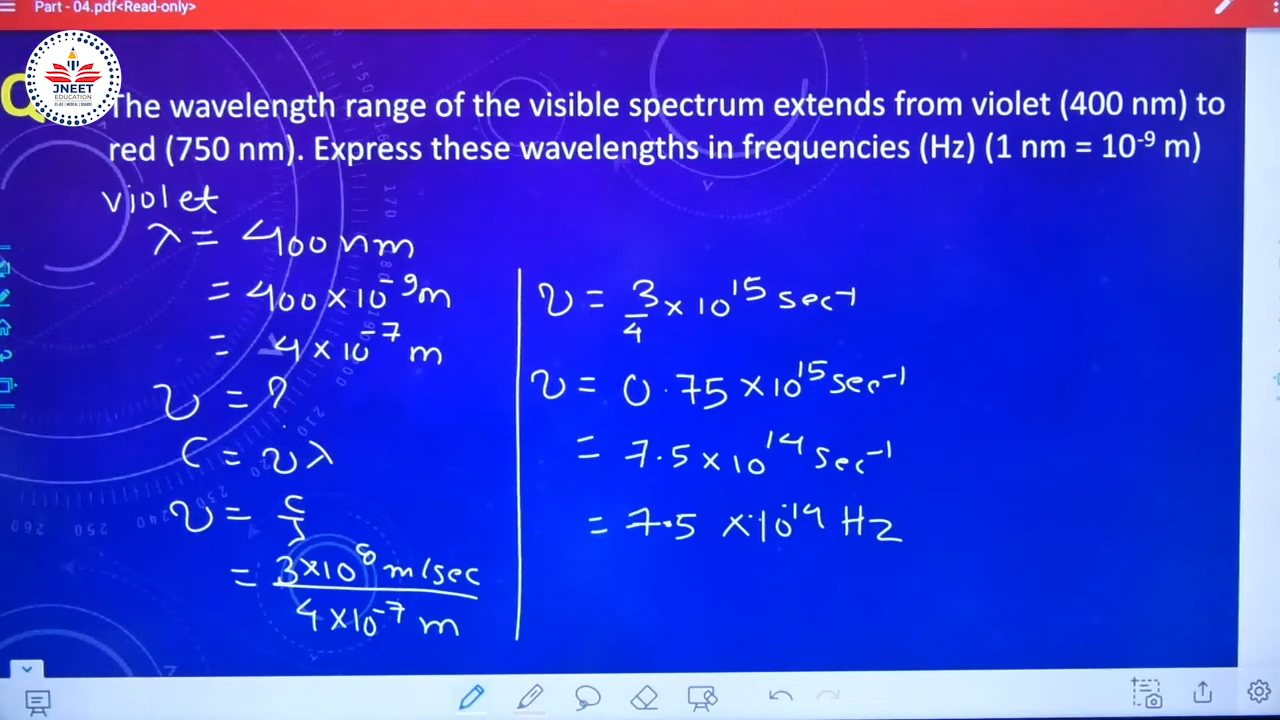 Part - 04.pdf<Read-only>
JNEET
EDUCATION
The wavelength range of the visible spectrum extends from violet (400 nm) to
red (750 nm). Express these wavelengths in frequencies (Hz) (1 nm = 10⁻⁹ m)
violet
λ = 400 nm
= 400 × 10⁻⁹ m
= 4 × 10⁻⁷ m
υ = ?
c = υλ
υ = c/λ
= 3×10⁸ m/sec
4×10⁻⁷ m
υ = 3/4 × 10¹⁵ sec⁻¹
υ = 0.75 × 10¹⁵ sec⁻¹
= 7.5 × 10¹⁴ sec⁻¹
= 7.5 × 10¹⁴ Hz